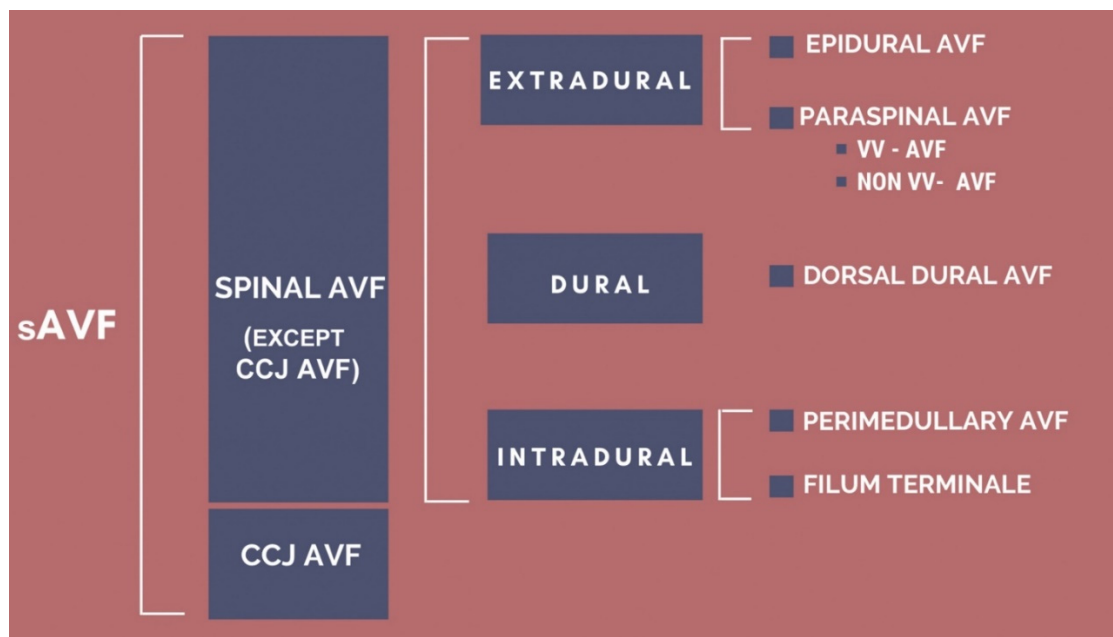 sAVF
SPINAL AVF
(EXCEPT
CCJ AVF)
CCJ AVF
EXTRADURAL
EPIDURAL AVF
PARASPINAL AVF
VV - AVF
NON VV- AVF
DURAL
DORSAL DURAL AVF
INTRADURAL
PERIMEDULLARY AVF
FILUM TERMINALE